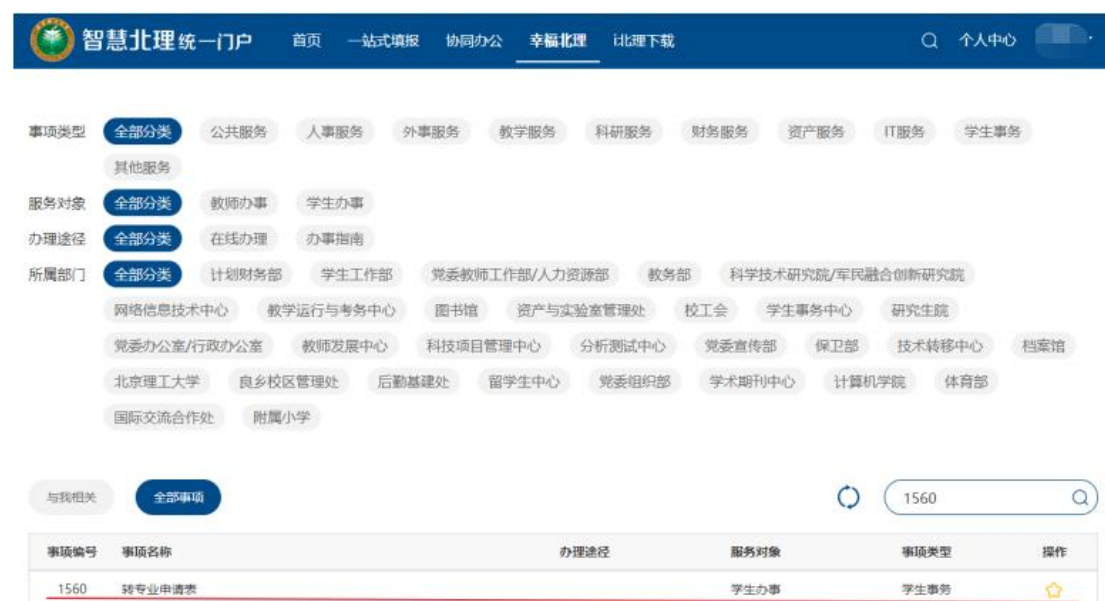 智慧北理统一门户 首页 一站式填报 协同办公 幸福北理 i北理下载 个人中心
事项类型 全部分类 公共服务 人事服务 外事服务 教学服务 科研服务 财务服务 资产服务 IT服务 学生事务
其他服务
服务对象 全部分类 教师办事 学生办事
办理途径 全部分类 在线办理 办事指南
所属部门 全部分类 计划财务部 学生工作部 党委教师工作部/人力资源部 教务部 科学技术研究院/军民融合创新研究院
网络信息技术中心 教学运行与考务中心 图书馆 资产与实验室管理处 校工会 学生事务中心 研究生院
党委办公室/行政办公室 教师发展中心 科技项目管理中心 分析测试中心 党委宣传部 保卫部 技术转移中心 档案馆
北京理工大学 良乡校区管理处 后勤基建处 留学生中心 党委组织部 学术期刊中心 计算机学院 体育部
国际交流合作处 附属小学
与我相关 全部事项 1560
事项编号 事项名称 办理途径 服务对象 事项类型 操作
1560 转专业申请表 学生办事 学生事务